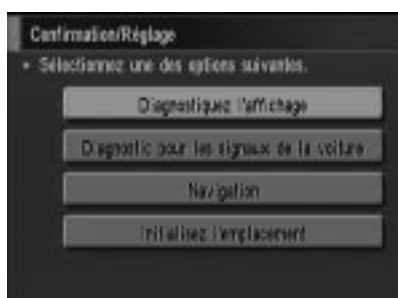 Confirmation/Réglage
• Sélectionnez une des options suivantes.
Diagnostiquez l'affichage
Diagnostic pour les signaux de la voiture
Navigation
Initialisez l'emplacement